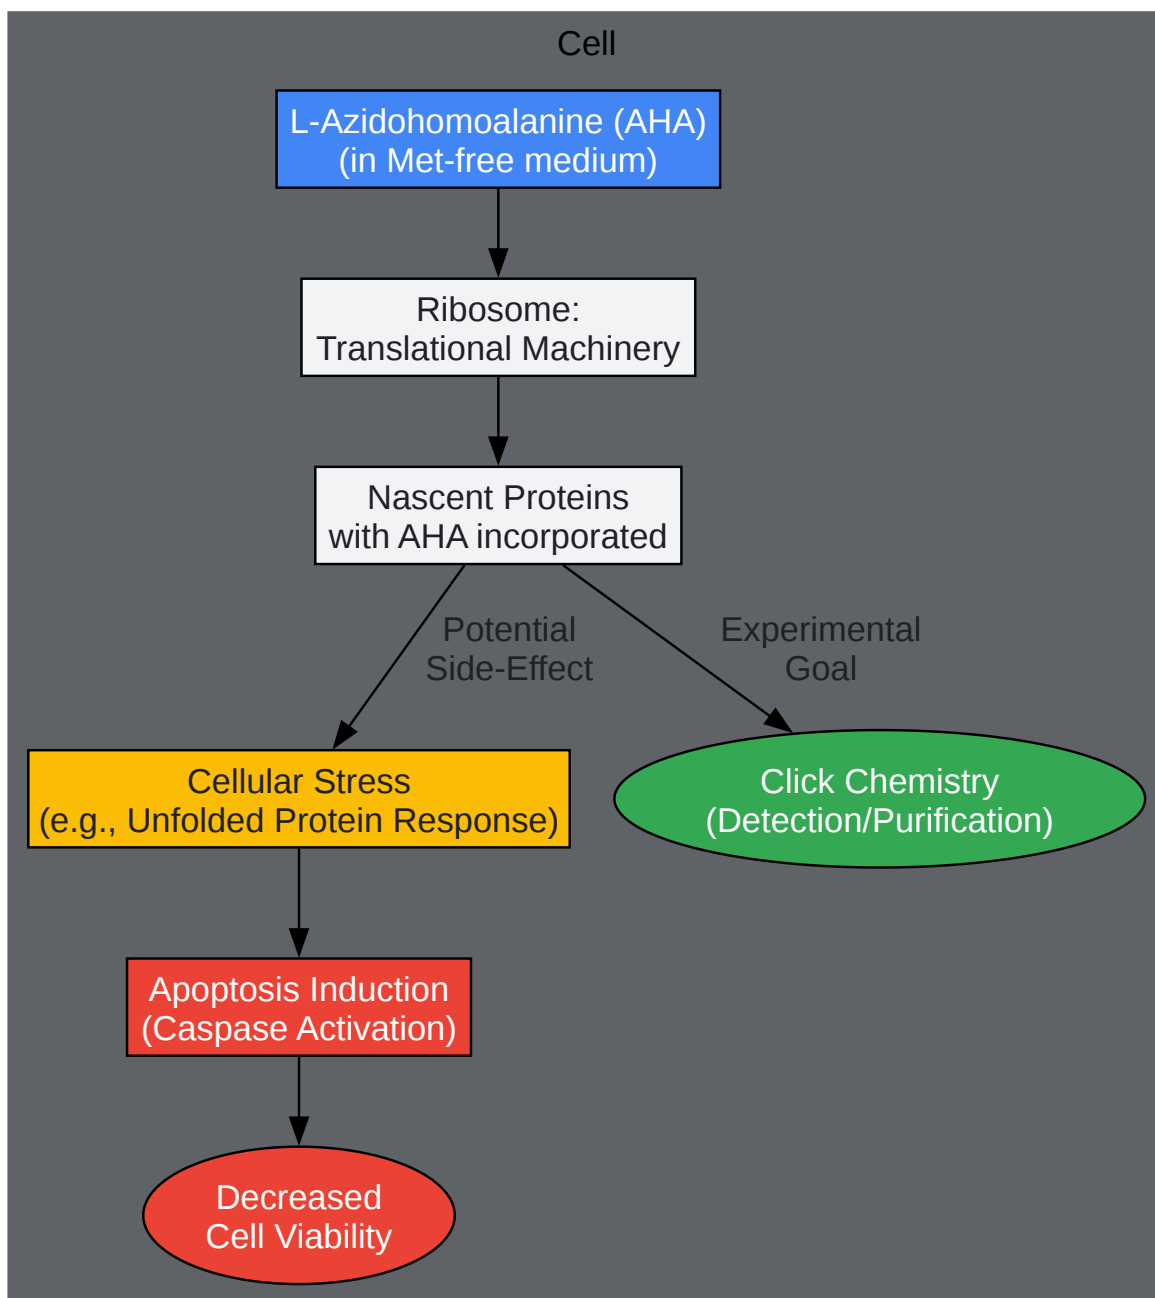 Cell
L-Azidohomoalanine (AHA)
(in Met-free medium)
Ribosome:
Translational Machinery
Nascent Proteins
with AHA incorporated
Potential
Side-Effect
Experimental
Goal
Cellular Stress
(e.g., Unfolded Protein Response)
Click Chemistry
(Detection/Purification)
Apoptosis Induction
(Caspase Activation)
Decreased
Cell Viability